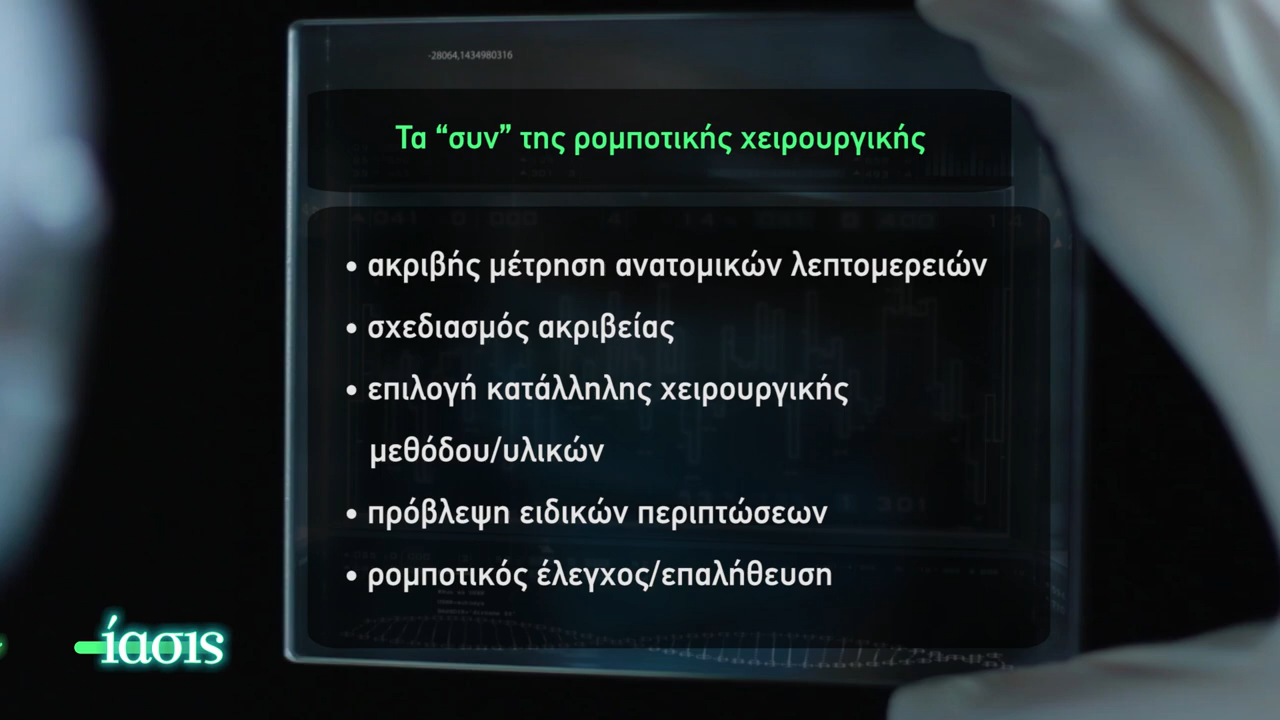 -28064,1434980316
Τα “συν” της ρομποτικής χειρουργικής
• ακριβής μέτρηση ανατομικών λεπτομερειών
• σχεδιασμός ακριβείας
• επιλογή κατάλληλης χειρουργικής
μεθόδου/υλικών
• πρόβλεψη ειδικών περιπτώσεων
• ρομποτικός έλεγχος/επαλήθευση
ίασις